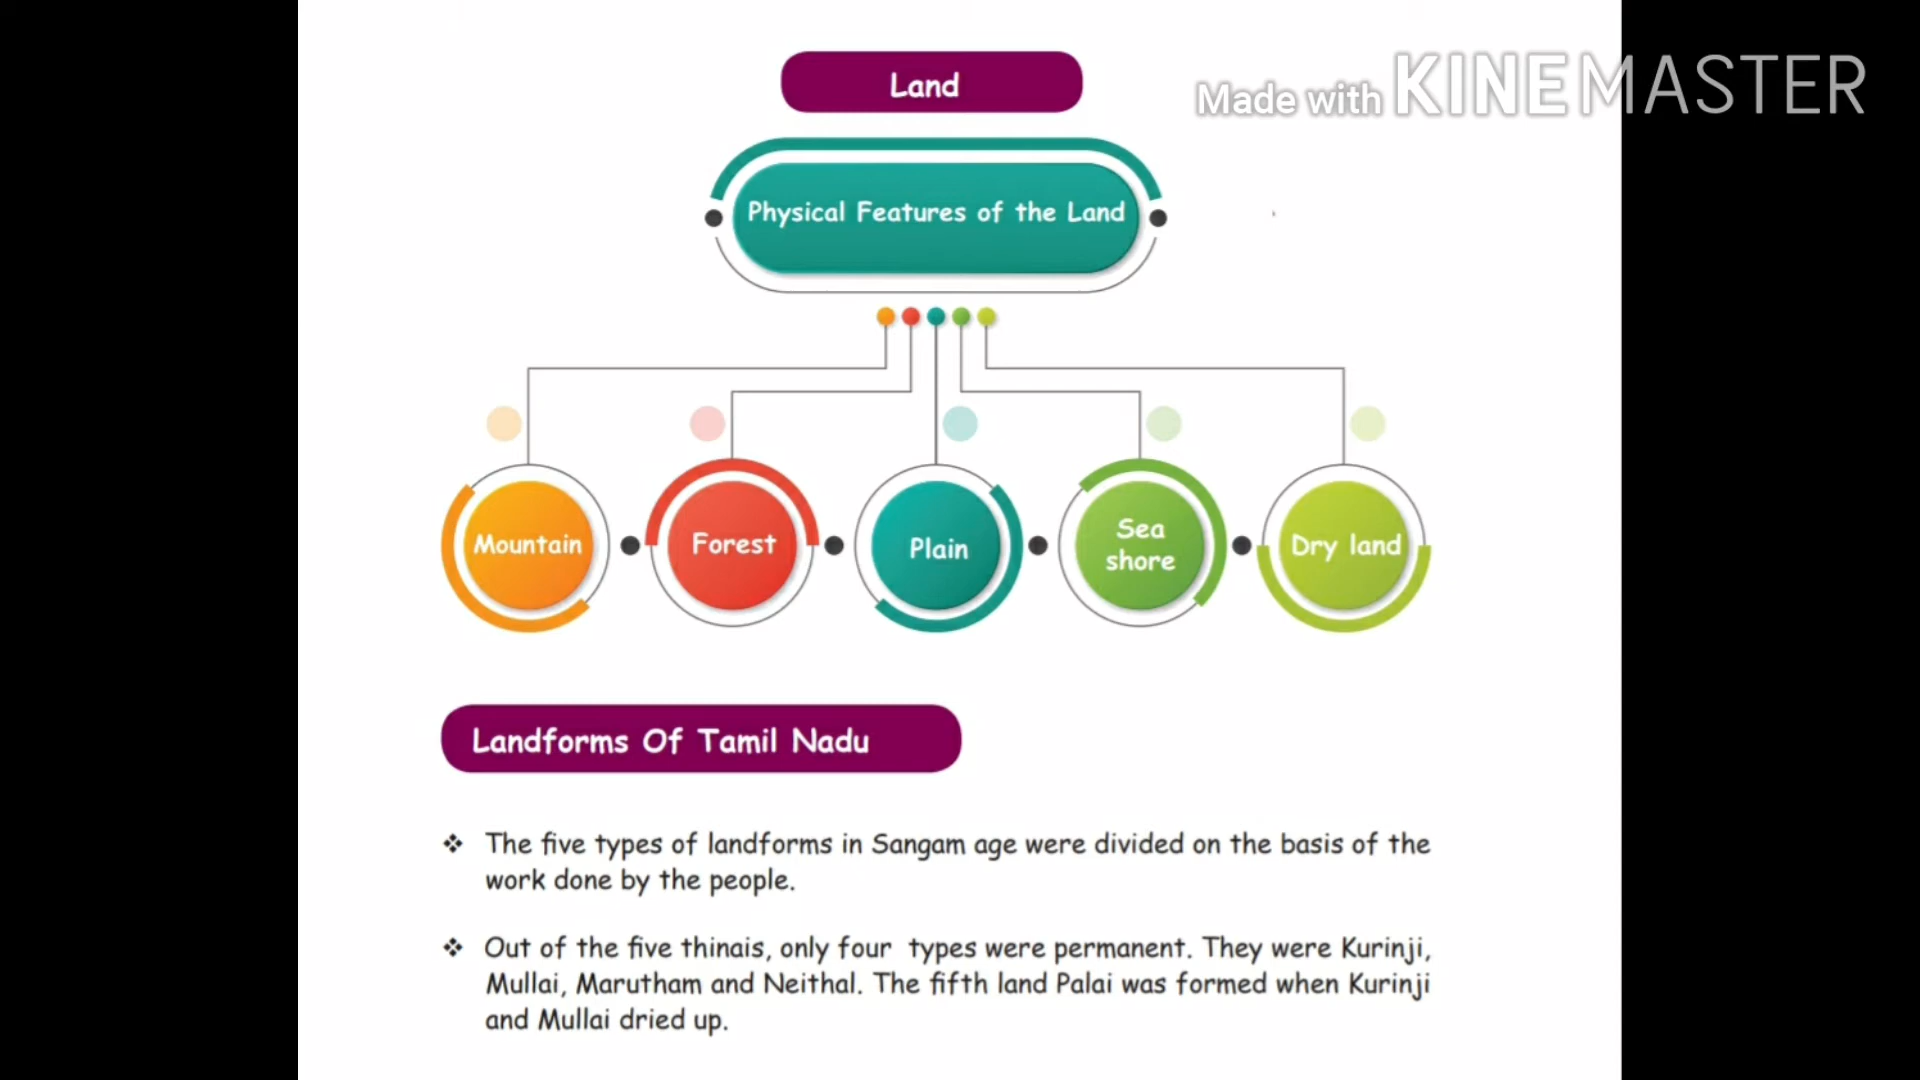 Land
Made with KINEMASTER
Physical Features of the Land
Mountain
Forest
Plain
Sea
shore
Dry land
Landforms Of Tamil Nadu
❖ The five types of landforms in Sangam age were divided on the basis of the
work done by the people.
❖ Out of the five thinais, only four types were permanent. They were Kurinji,
Mullai, Marutham and Neithal. The fifth land Palai was formed when Kurinji
and Mullai dried up.